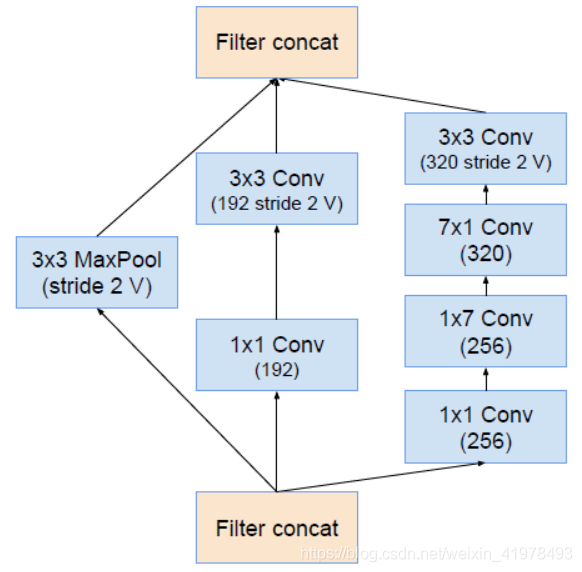 Filter concat
3x3 Conv
(320 stride 2 V)
3x3 Conv
(192 stride 2 V)
7x1 Conv
(320)
3x3 MaxPool
(stride 2 V)
1x7 Conv
(256)
1x1 Conv
(192)
1x1 Conv
(256)
Filter concat
https://blog.csdn.net/weixin_41978493